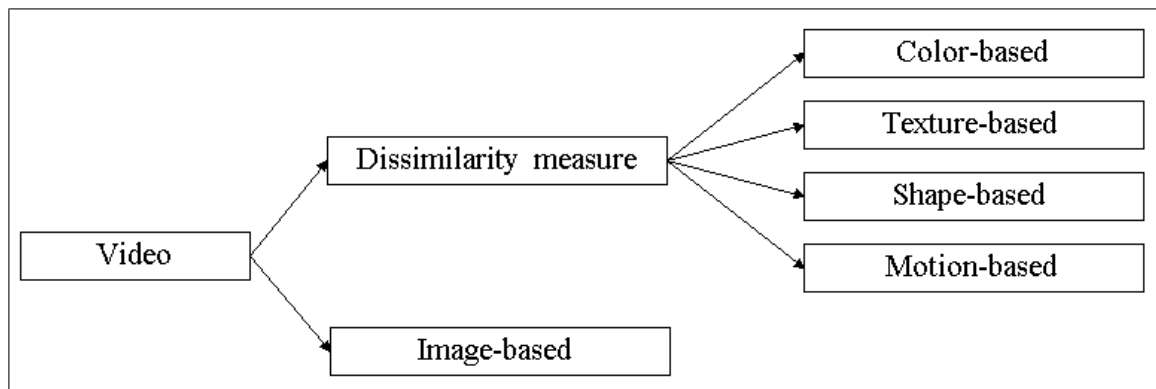 Color-based
Texture-based
Dissimilarity measure
Shape-based
Video
Motion-based
Image-based